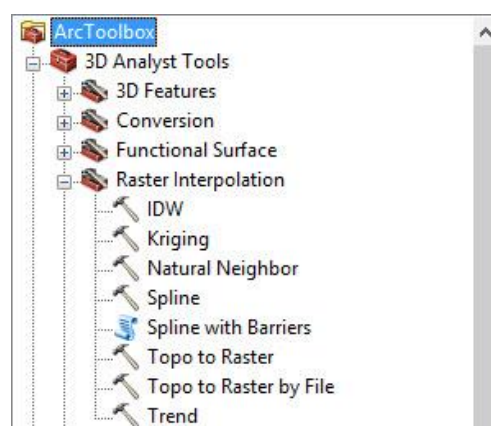 ArcToolbox
3D Analyst Tools
3D Features
Conversion
Functional Surface
Raster Interpolation
IDW
Kriging
Natural Neighbor
Spline
Spline with Barriers
Topo to Raster
Topo to Raster by File
Trend